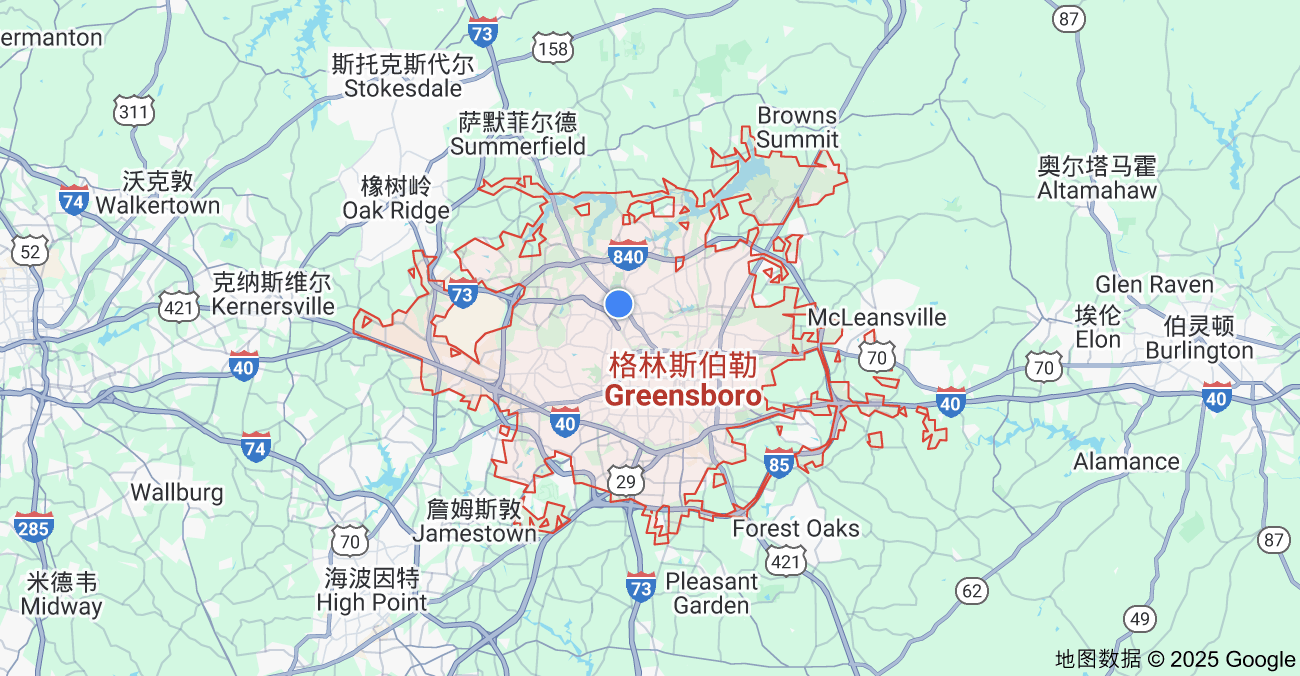 73
87
ermanton
158
斯托克斯代尔
Stokesdale
311
萨默菲尔德
Summerfield
Browns
Summit
奥尔塔马霍
Altamahaw
沃克敦
Walkertown
74
橡树岭
Oak Ridge
52
840
克纳斯维尔
Kernersville
421
73
Glen Raven
McLeansville
埃伦
Elon
伯灵顿
Burlington
70
70
40
格林斯伯勒
Greensboro
40
40
40
74
85
Alamance
29
Wallburg
詹姆斯敦
Jamestown
285
70
Forest Oaks
87
421
米德韦
Midway
海波因特
High Point
73
Pleasant
Garden
62
49
地图数据 © 2025 Google